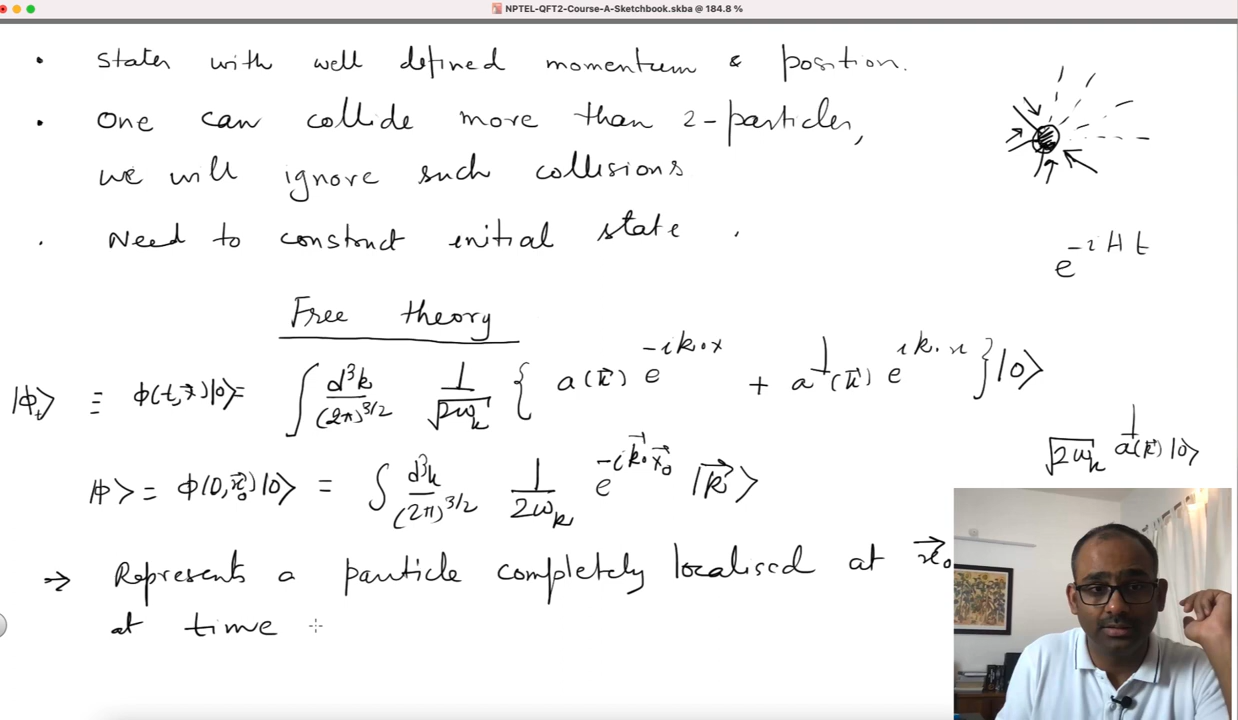 NPTEL-QFT2-Course-A-Sketchbook.skba @ 184.8 %
• states with well defined momentum & position.
• One can collide more than 2-particles,
we will ignore such collisions
• Need to construct initial state .
e^{-iHt}
Free theory
|ϕ_t⟩ ≡ ϕ(t,x⃗)|0⟩ = ∫ d³k/(2π)^{3/2} 1/√(2ω_k) { a(k⃗) e^{-ik·x} + a†(k⃗) e^{ik·x} } |0⟩
√(2ω_k) a†(k⃗)|0⟩
|ϕ⟩ = ϕ(0,x⃗₀)|0⟩ = ∫ d³k/(2π)^{3/2} 1/(2ω_k) e^{-ik⃗·x⃗₀} |k⃗⟩
→ Represents a particle completely localised at x⃗₀
at time